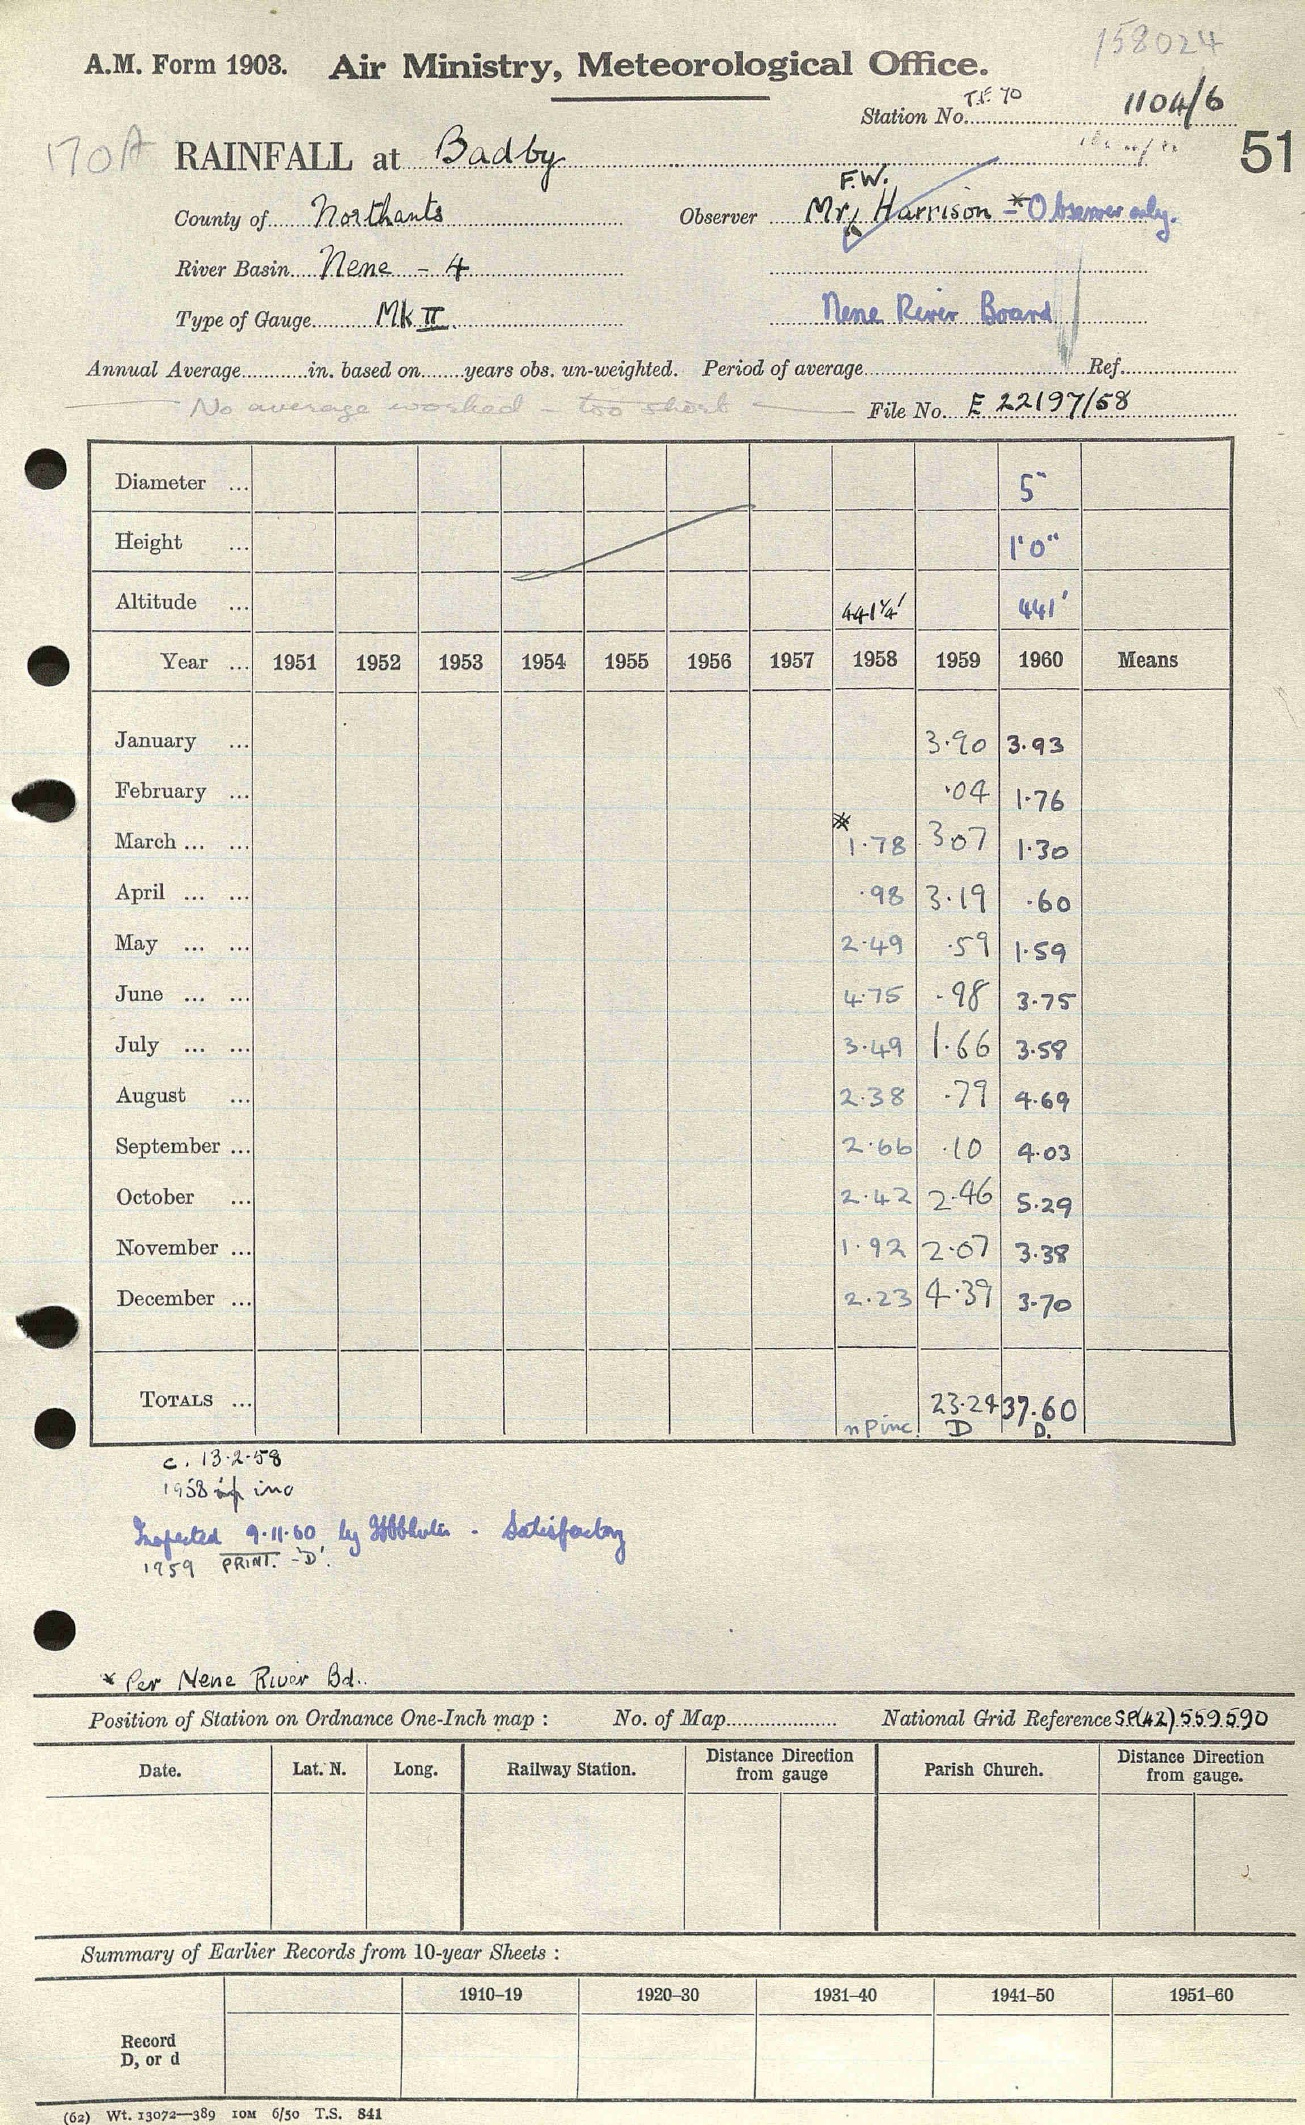 158024
A.M. Form 1903. Air Ministry, Meteorological Office.
Station No. T.F. 70 1104/6
170A RAINFALL at Badby 51
F.W.
County of Northants Observer Mr, Harrison - *Observer only.
River Basin Nene - 4
Type of Gauge MK II Nene River Board
Annual Average............in. based on........years obs. un-weighted. Period of average.............Ref.............
No average worked - too short File No. E 22197/58
Diameter ... 5"
Height ... 1'0"
Altitude ... 441¼' 441'
Year ... 1951 1952 1953 1954 1955 1956 1957 1958 1959 1960 Means
January ... 3.90 3.93
February ... .04 1.76
March ... ... * 1.78 3.07 1.30
April ... ... .98 3.19 .60
May ... ... 2.49 .59 1.59
June ... ... 4.75 .98 3.75
July ... ... 3.49 1.66 3.58
August ... 2.38 .79 4.69
September ... 2.66 .10 4.03
October ... 2.42 2.46 5.29
November ... 1.92 2.07 3.38
December ... 2.23 4.39 3.70
TOTALS ... 23.24 37.60
npinc. D D.
c. 13.2.58
1958 inc
Inspected 9.11.60 by - Satisfactory
1959 PRINT. - 'D'.
* Per Nene River Bd..
Position of Station on Ordnance One-Inch map : No. of Map.................... National Grid Reference SP(42) 559590
Date. Lat. N. Long. Railway Station. Distance Direction from gauge Parish Church. Distance Direction from gauge.
Summary of Earlier Records from 10-year Sheets :
1910–19 1920–30 1931–40 1941–50 1951–60
Record
D, or d
(62) Wt. 13072—389 10M 6/50 T.S. 841